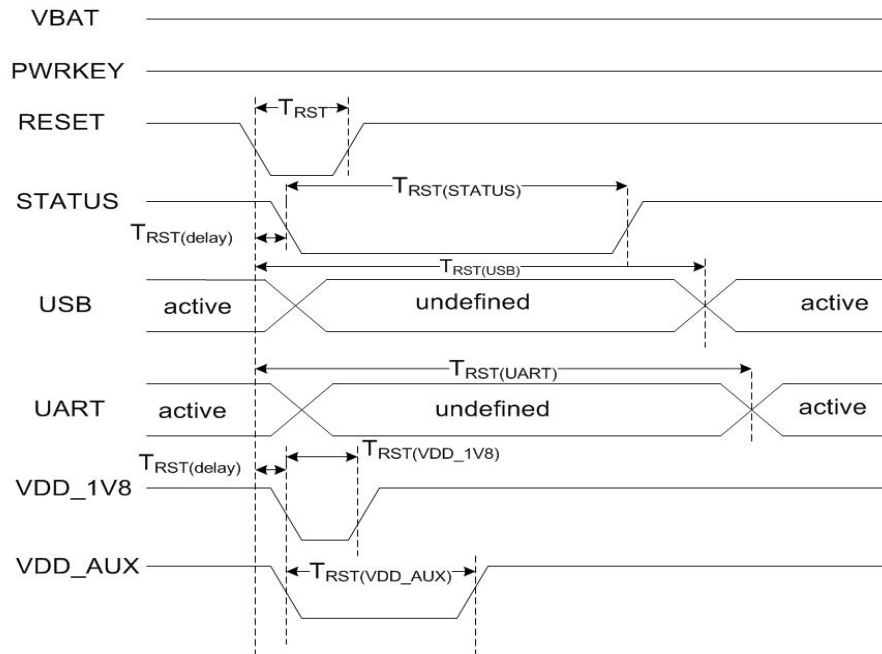 VBAT
PWRKEY
RESET
TRST
STATUS
TRST(STATUS)
TRST(delay)
TRST(USB)
USB
active
undefined
active
TRST(UART)
UART
active
undefined
active
TRST(delay)
TRST(VDD_1V8)
VDD_1V8
VDD_AUX
TRST(VDD_AUX)